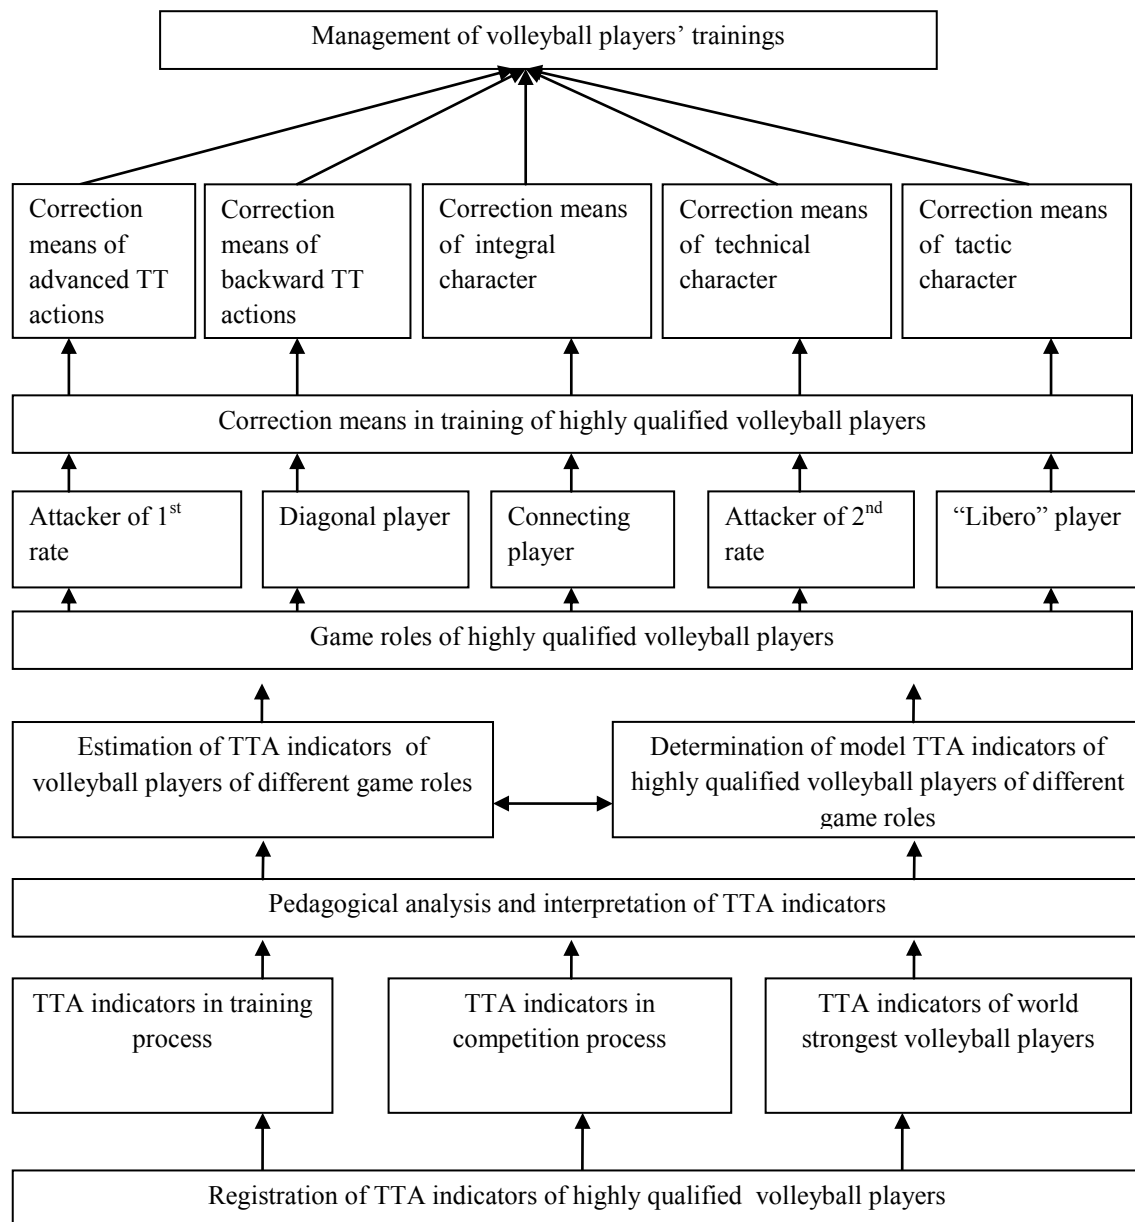 Management of volleyball players’ trainings
Correction
means of
advanced TT
actions
Correction
means of
backward TT
actions
Correction means
of integral
character
Correction means
of technical
character
Correction means
of tactic
character
Correction means in training of highly qualified volleyball players
Attacker of 1st
rate
Diagonal player
Connecting
player
Attacker of 2nd
rate
“Libero” player
Game roles of highly qualified volleyball players
Estimation of TTA indicators of
volleyball players of different game roles
Determination of model TTA indicators of
highly qualified volleyball players of different
game roles
Pedagogical analysis and interpretation of TTA indicators
TTA indicators in training
process
TTA indicators in
competition process
TTA indicators of world
strongest volleyball players
Registration of TTA indicators of highly qualified volleyball players